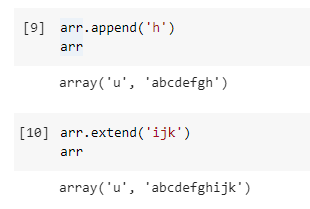 [9] arr.append('h')
arr
array('u', 'abcdefgh')
[10] arr.extend('ijk')
arr
array('u', 'abcdefghijk')